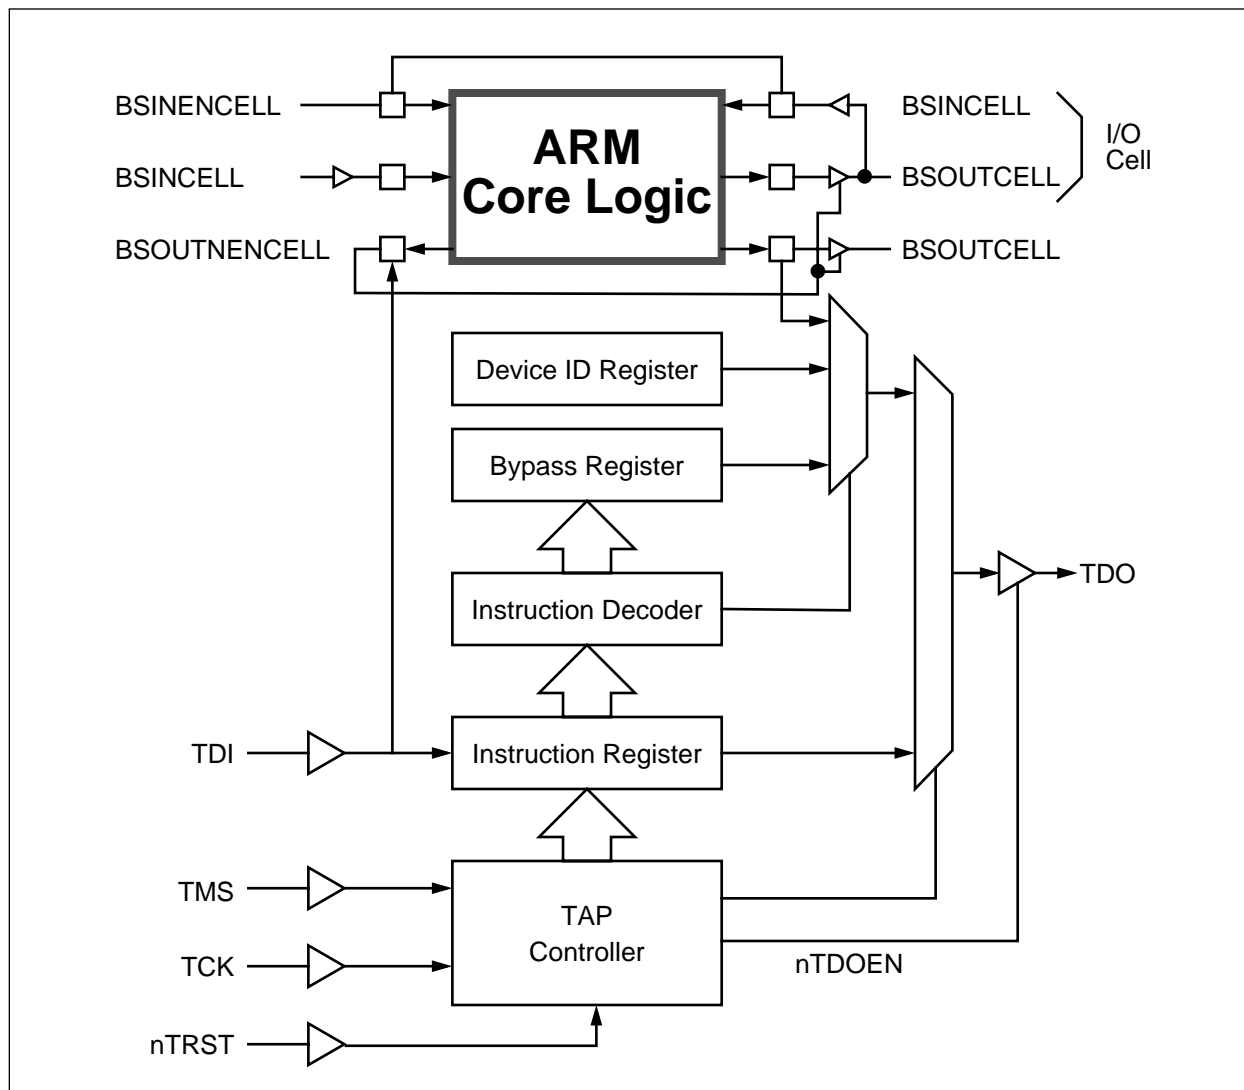 BSINENCELL
BSINCELL
BSOUTNENCELL
ARM
Core Logic
BSINCELL
BSOUTCELL
BSOUTCELL
I/O
Cell
Device ID Register
Bypass Register
Instruction Decoder
TDO
TDI
Instruction Register
TMS
TCK
nTRST
TAP
Controller
nTDOEN